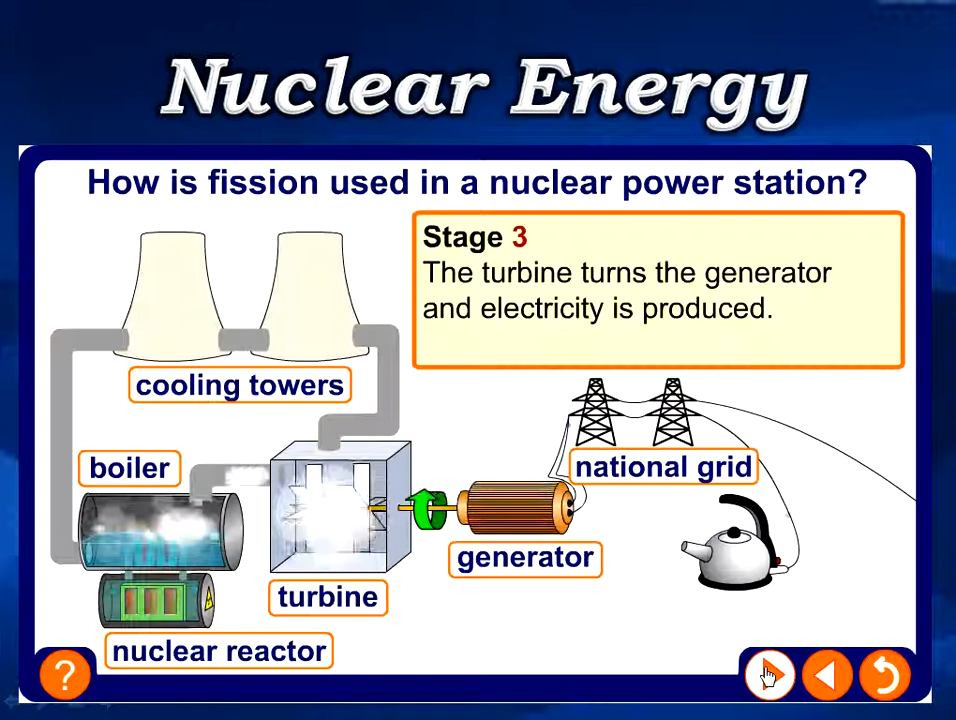 Nuclear Energy
How is fission used in a nuclear power station?
Stage 3
The turbine turns the generator
and electricity is produced.
cooling towers
boiler
national grid
generator
turbine
nuclear reactor
?